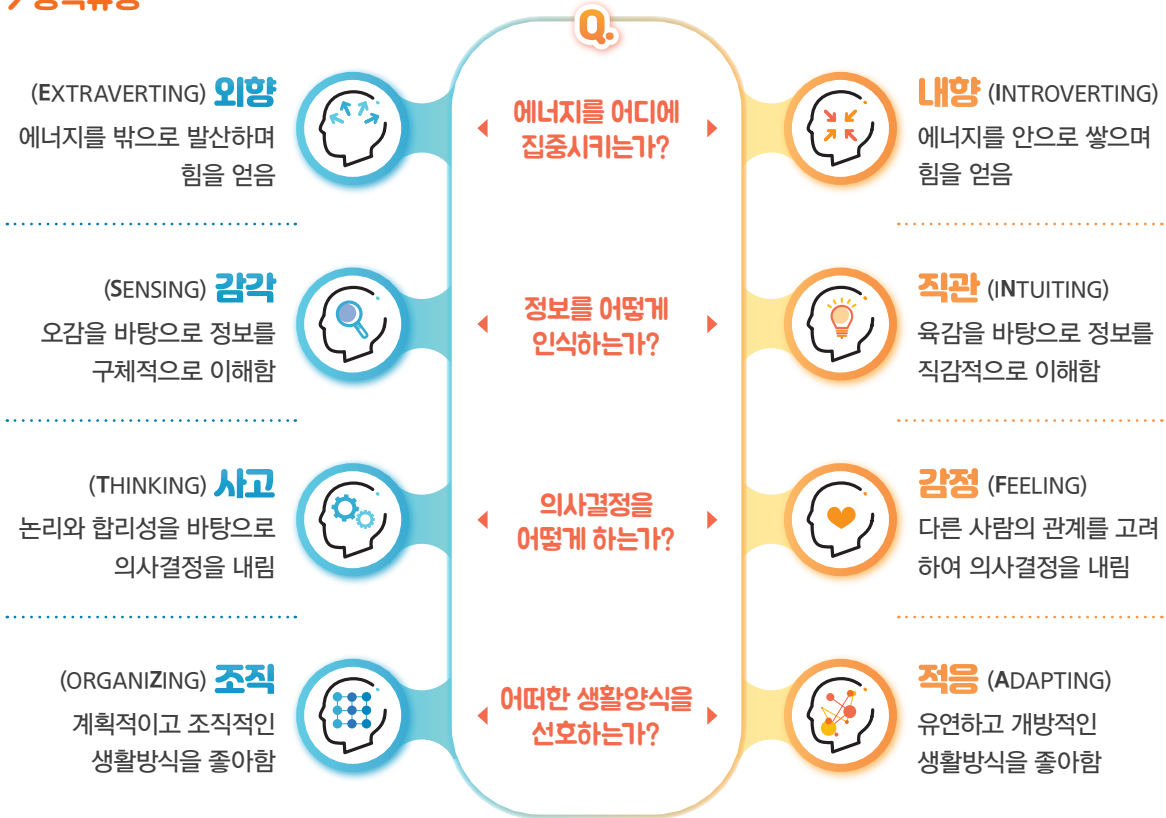 Q.
(EXTRAVERTING) 외향
에너지를 밖으로 발산하며
힘을 얻음
에너지를 어디에
집중시키는가?
내향 (INTROVERTING)
에너지를 안으로 쌓으며
힘을 얻음
(SENSING) 감각
오감을 바탕으로 정보를
구체적으로 이해함
정보를 어떻게
인식하는가?
직관 (INTUITING)
육감을 바탕으로 정보를
직감적으로 이해함
(THINKING) 사고
논리와 합리성을 바탕으로
의사결정을 내림
의사결정을
어떻게 하는가?
감정 (FEELING)
다른 사람의 관계를 고려
하여 의사결정을 내림
(ORGANIZING) 조직
계획적이고 조직적인
생활방식을 좋아함
어떠한 생활양식을
선호하는가?
적응 (ADAPTING)
유연하고 개방적인
생활방식을 좋아함